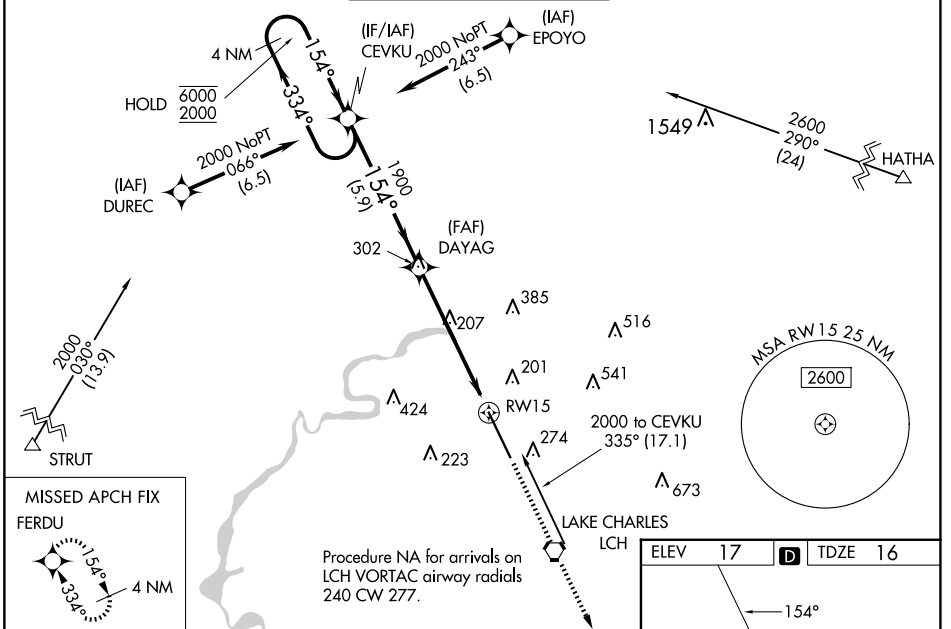 (IAF)
EPOYO
(IF/IAF)
CEVKU
2000 NoPT
243°
(6.5)
4 NM
154°
334°
HOLD
6000
2000
2000 NoPT
066°
(6.5)
(IAF)
DUREC
1549
2600
290°
(24)
HATHA
1900
154°
(5.9)
(FAF)
DAYAG
302
207
385
516
201
541
424
RW15
223
274
2000 to CEVKU
335° (17.1)
673
MSA RW15 25 NM
2600
2000
030°
(13.9)
STRUT
MISSED APCH FIX
FERDU
154°
334°
4 NM
Procedure NA for arrivals on
LCH VORTAC airway radials
240 CW 277.
LAKE CHARLES
LCH
ELEV 17 D TDZE 16
154°